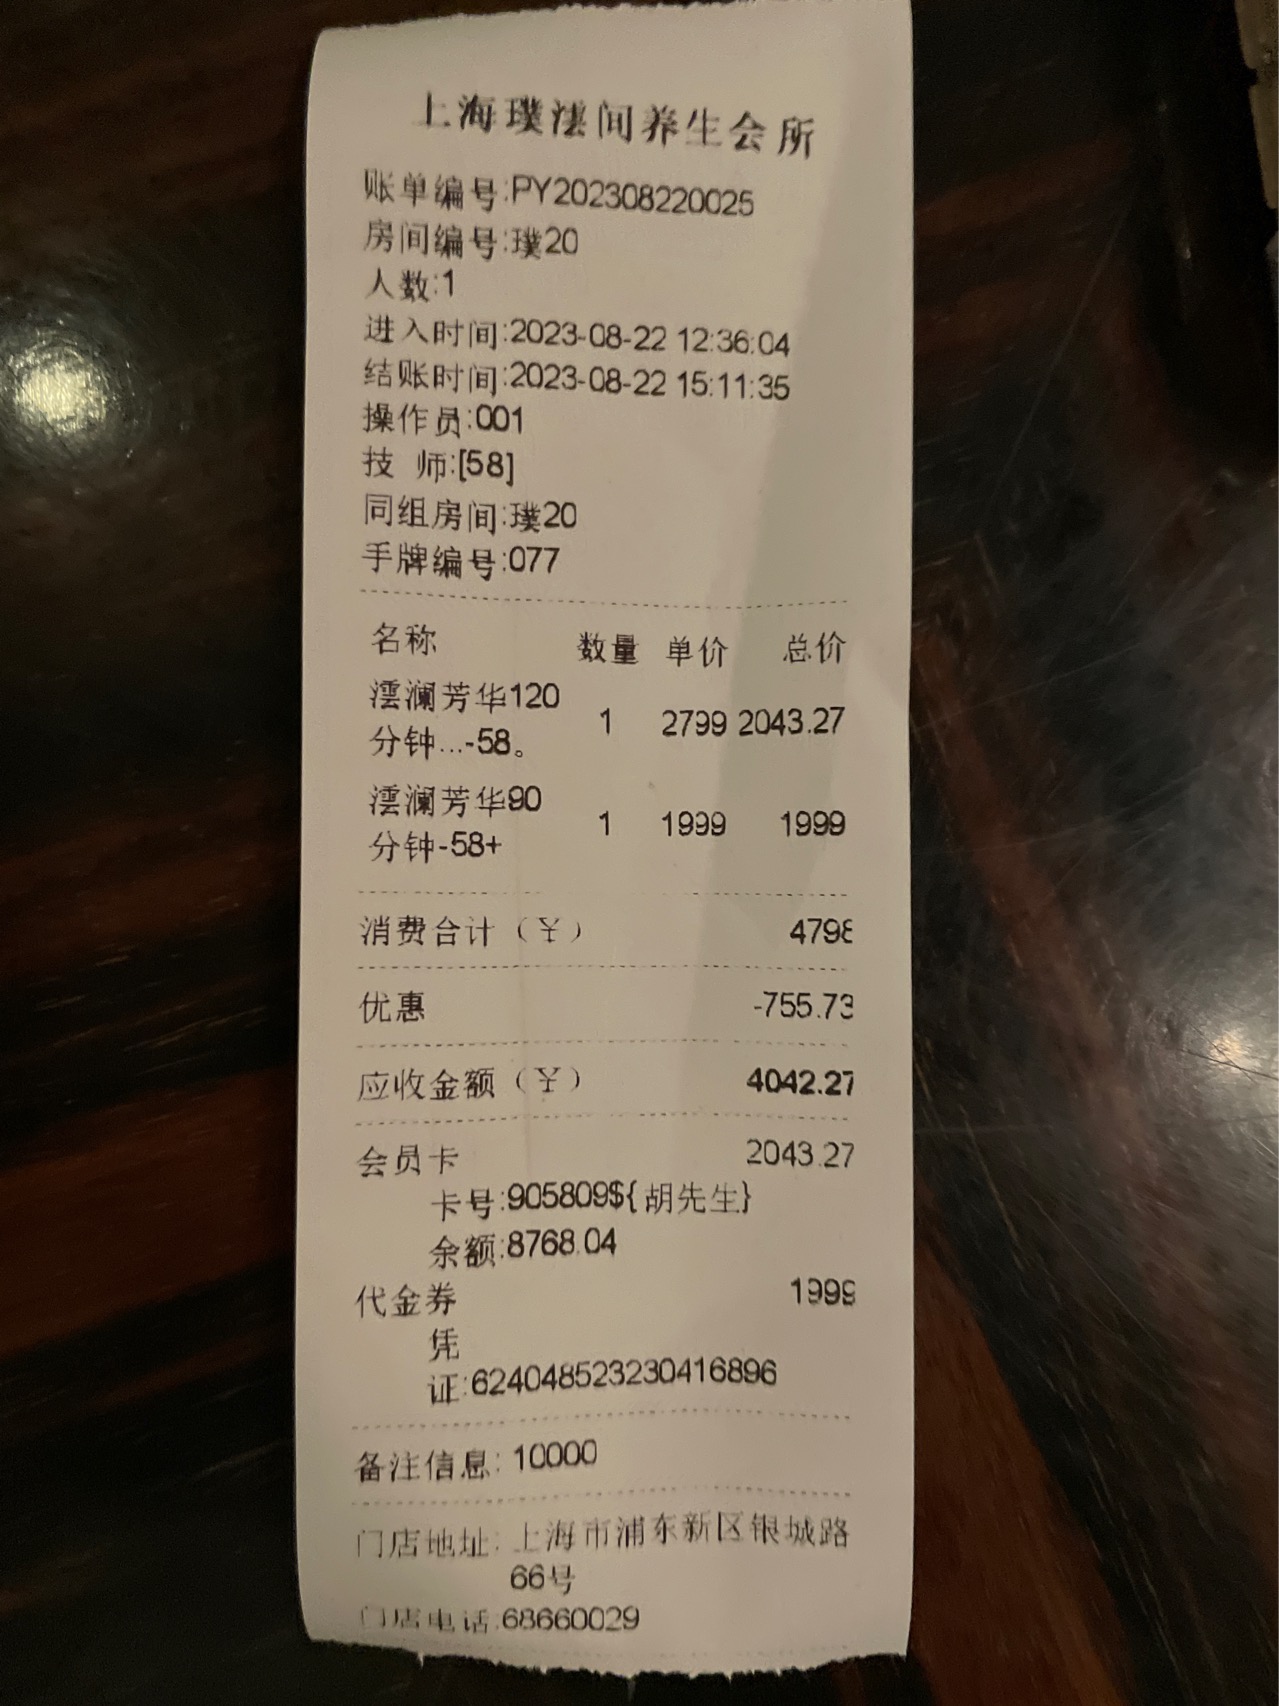 上海璞澐间养生会所
账单编号:PY202308220025
房间编号:璞20
人数:1
进入时间:2023-08-22 12:36:04
结账时间:2023-08-22 15:11:35
操作员:001
技 师:[58]
同组房间:璞20
手牌编号:077
名称 数量 单价 总价
澐澜芳华120
分钟...-58。 1 2799 2043.27
澐澜芳华90
分钟-58+ 1 1999 1999
消费合计（￥） 4798
优惠 -755.73
应收金额（￥） 4042.27
会员卡 2043.27
卡号:905809${胡先生}
余额:8768.04
代金券 1999
凭
证:624048523230416896
备注信息: 10000
门店地址: 上海市浦东新区银城路
66号
门店电话:68660029